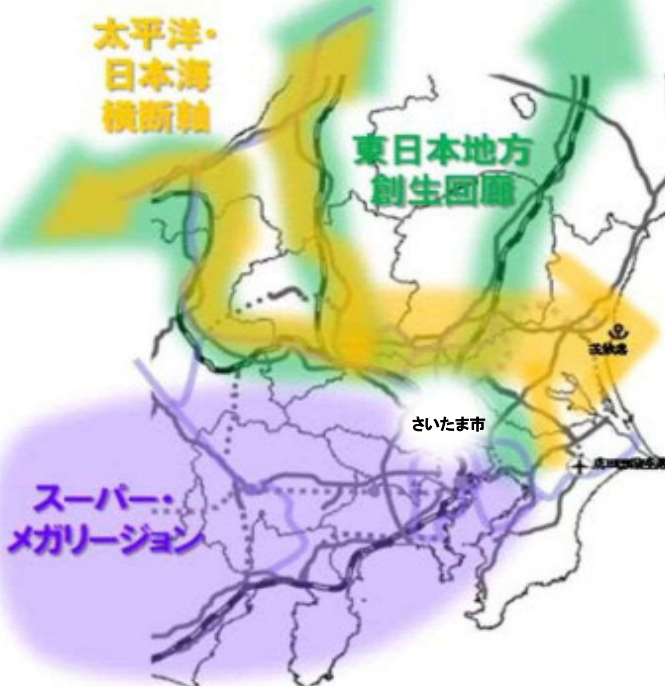 太平洋・
日本海
横断軸
東日本地方
創生回廊
さいたま市
スーパー・
メガリージョン